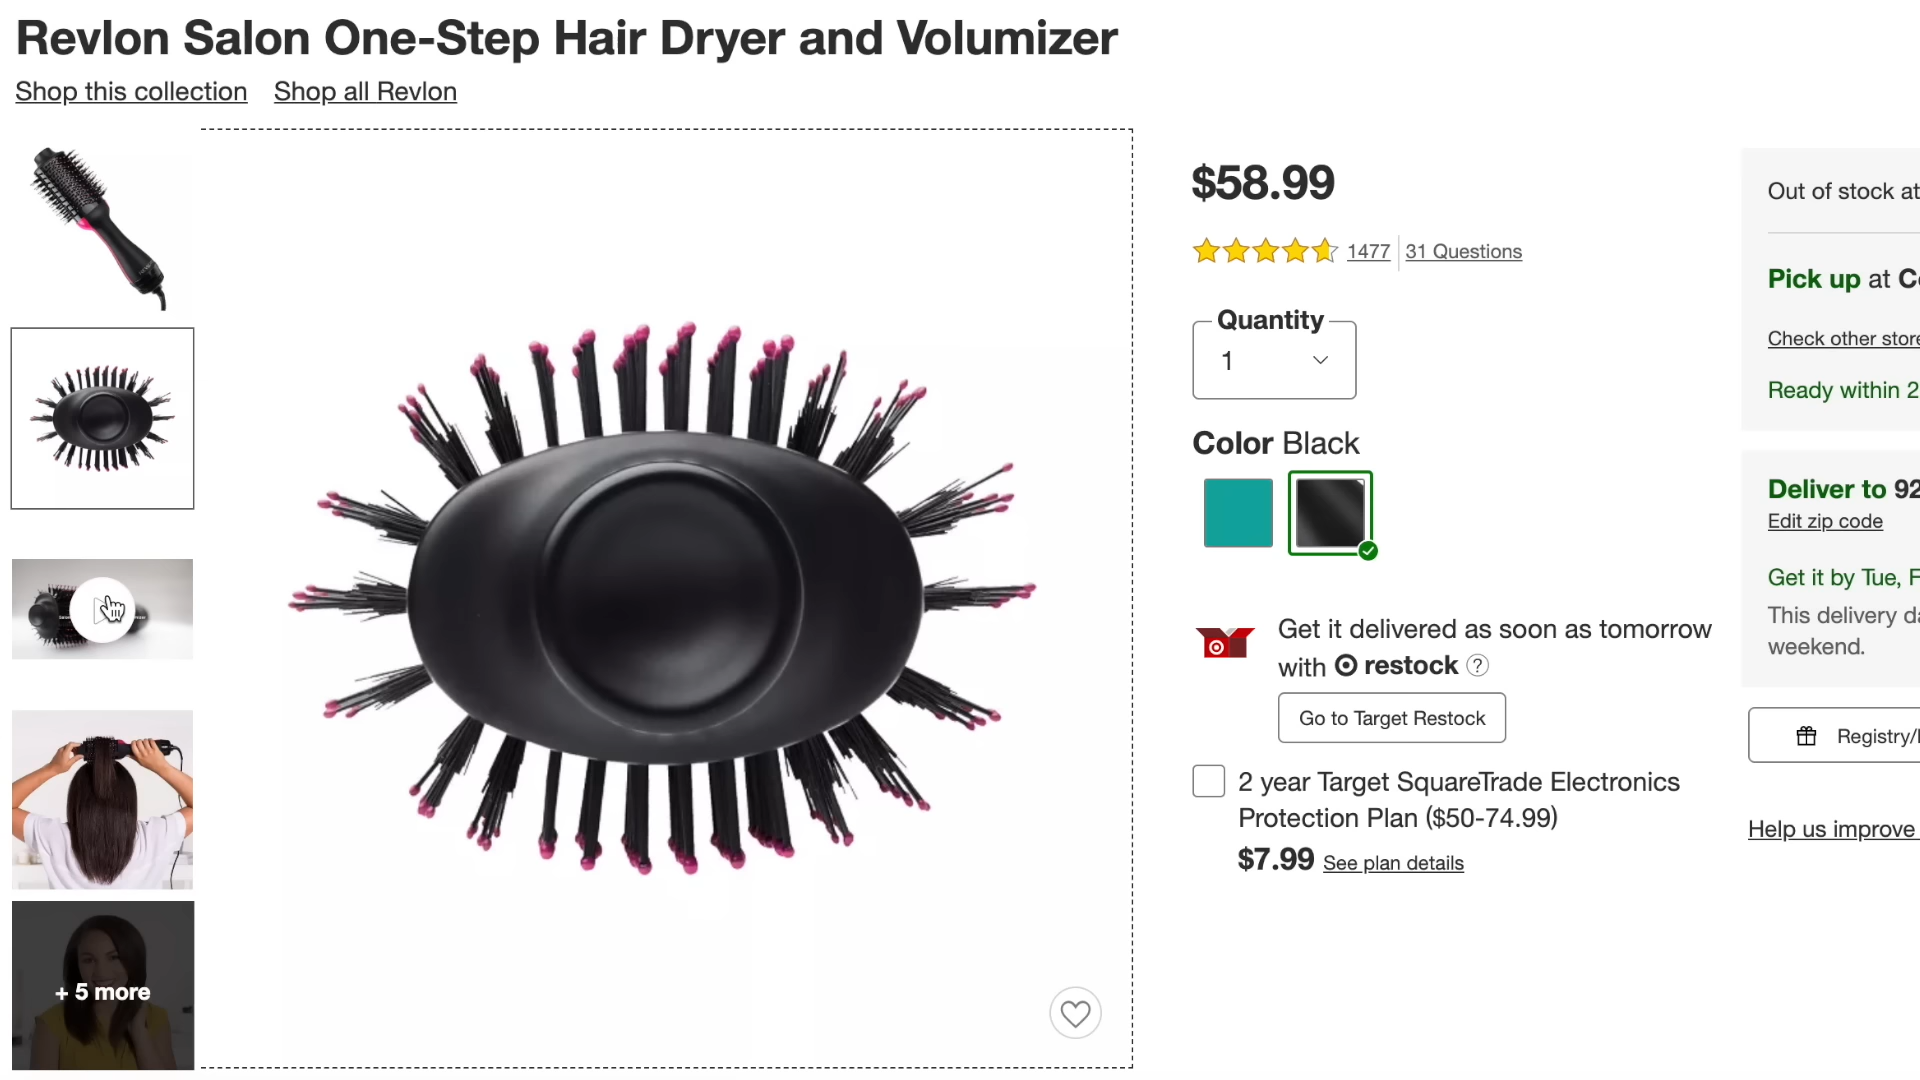 Revlon Salon One-Step Hair Dryer and Volumizer
Shop this collection Shop all Revlon
$58.99
1477 31 Questions
Quantity
1
Color Black
Get it delivered as soon as tomorrow
with restock ?
Go to Target Restock
2 year Target SquareTrade Electronics
Protection Plan ($50-74.99)
$7.99 See plan details
+ 5 more
Out of stock at
Pick up at
Check other
Ready within 2
Deliver to 92
Edit zip code
Get it by Tue, F
This delivery
weekend.
Registry/
Help us improve